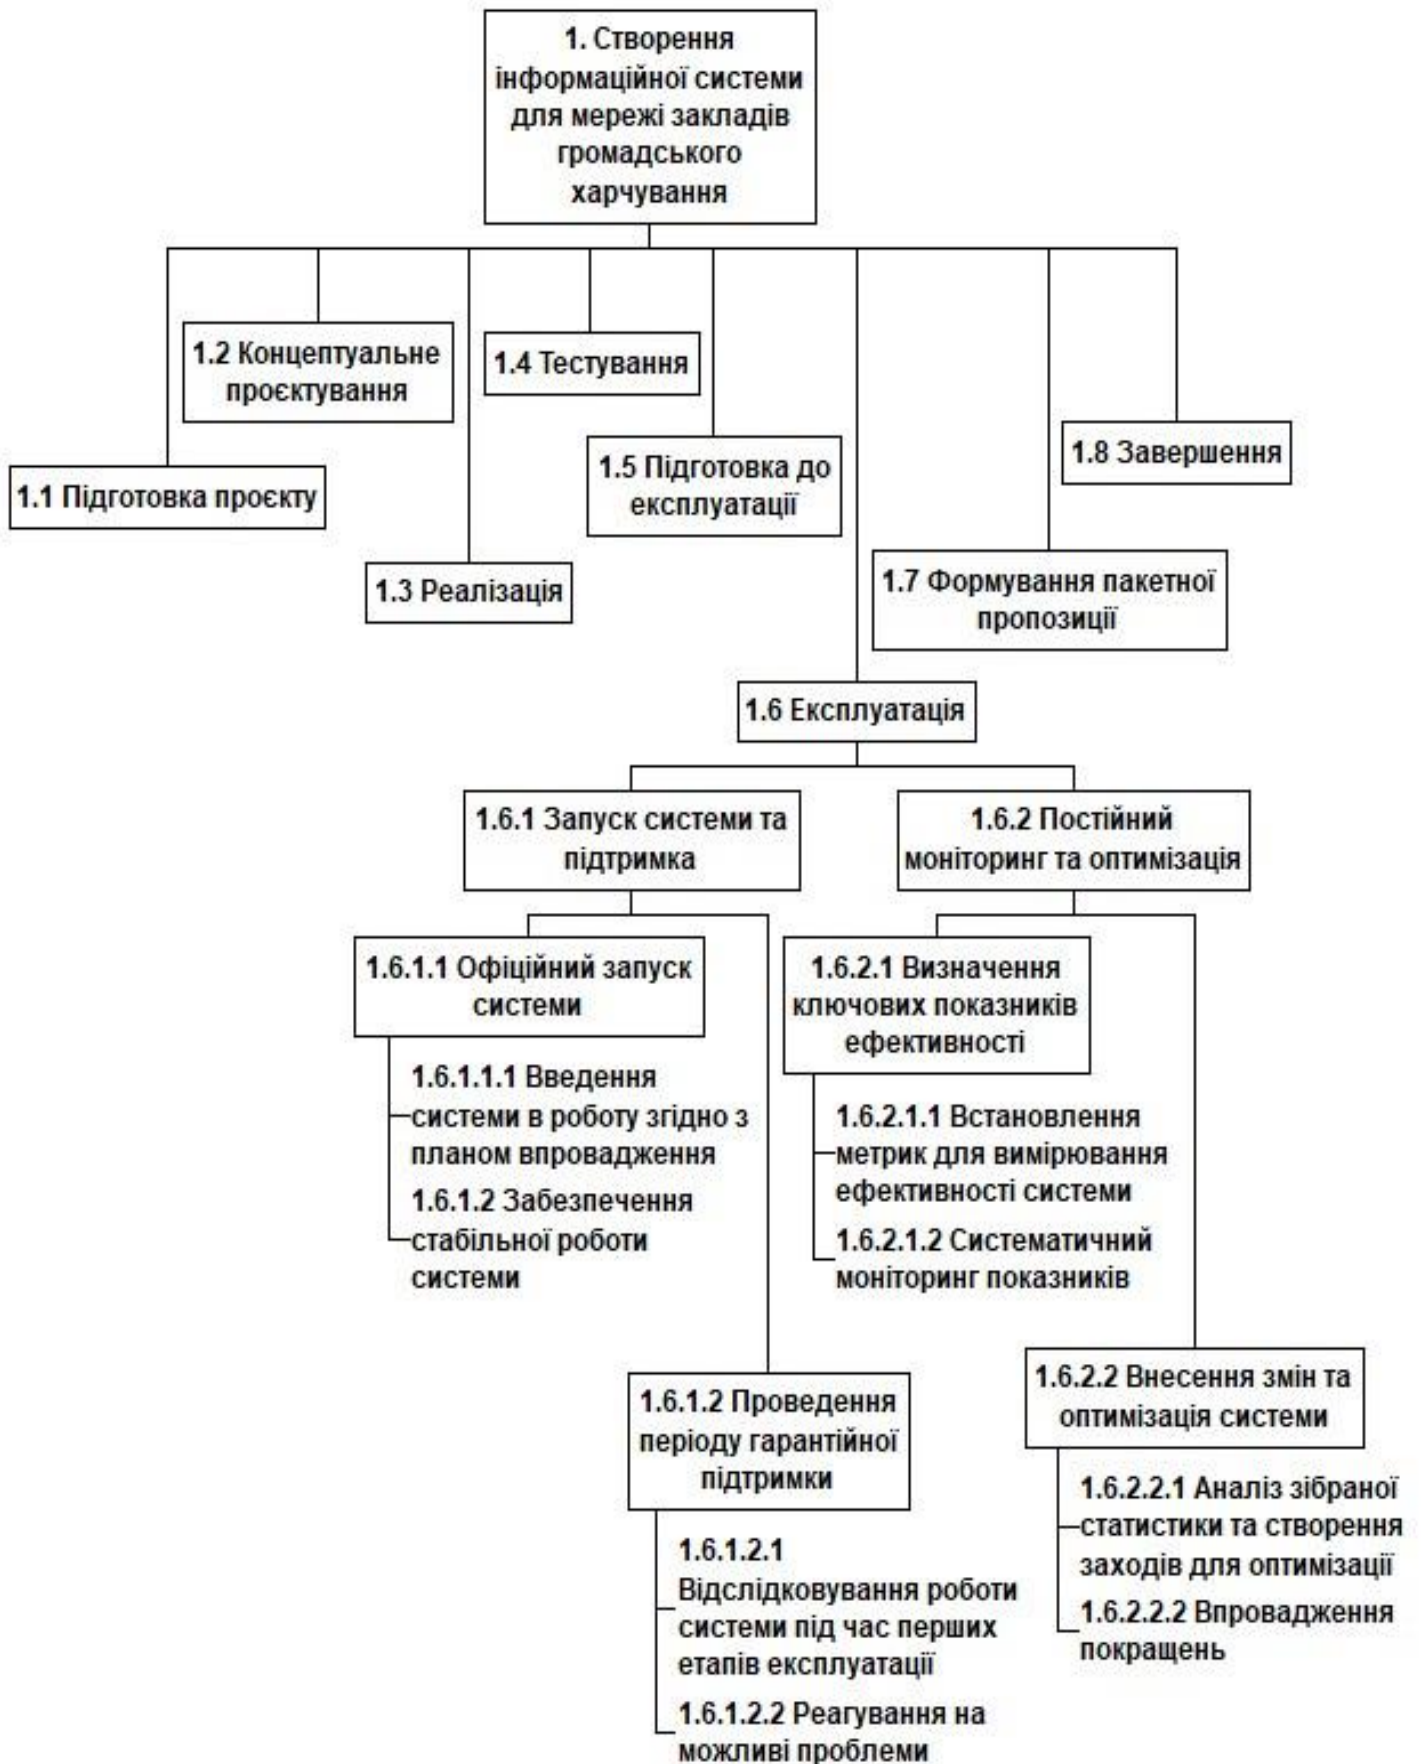 1. Створення
інформаційної системи
для мережі закладів
громадського
харчування
1.2 Концептуальне
проєктування
1.4 Тестування
1.8 Завершення
1.5 Підготовка до
експлуатації
1.1 Підготовка проєкту
1.3 Реалізація
1.7 Формування пакетної
пропозиції
1.6 Експлуатація
1.6.1 Запуск системи та
підтримка
1.6.2 Постійний
моніторинг та оптимізація
1.6.1.1 Офіційний запуск
системи
1.6.1.1.1 Введення
системи в роботу згідно з
планом впровадження
1.6.1.2 Забезпечення
стабільної роботи
системи
1.6.2.1 Визначення
ключових показників
ефективності
1.6.2.1.1 Встановлення
метрик для вимірювання
ефективності системи
1.6.2.1.2 Систематичний
моніторинг показників
1.6.1.2 Проведення
періоду гарантійної
підтримки
1.6.1.2.1
Відслідковування роботи
системи під час перших
етапів експлуатації
1.6.1.2.2 Реагування на
можливі проблеми
1.6.2.2 Внесення змін та
оптимізація системи
1.6.2.2.1 Аналіз зібраної
статистики та створення
заходів для оптимізації
1.6.2.2.2 Впровадження
покращень